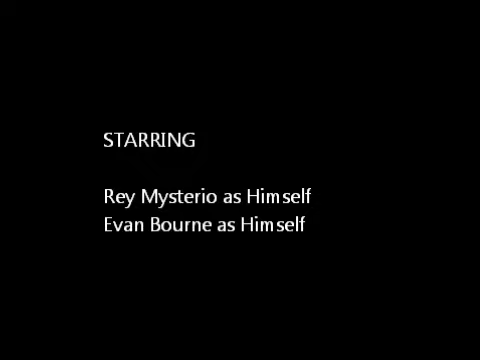 STARRING
Rey Mysterio as Himself
Evan Bourne as Himself